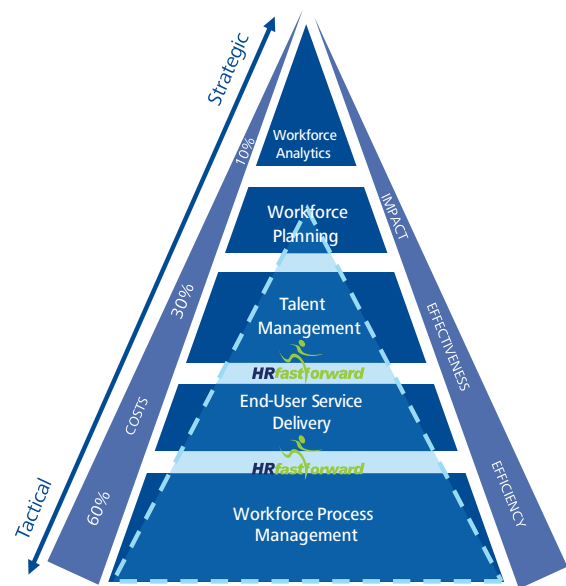 Strategic
10%
Workforce
Analytics
Workforce
Planning
IMPACT
30%
Talent
Management
EFFECTIVENESS
HRfastforward
COSTS
End-User Service
Delivery
HRfastforward
60%
EFFICIENCY
Workforce Process
Management
Tactical